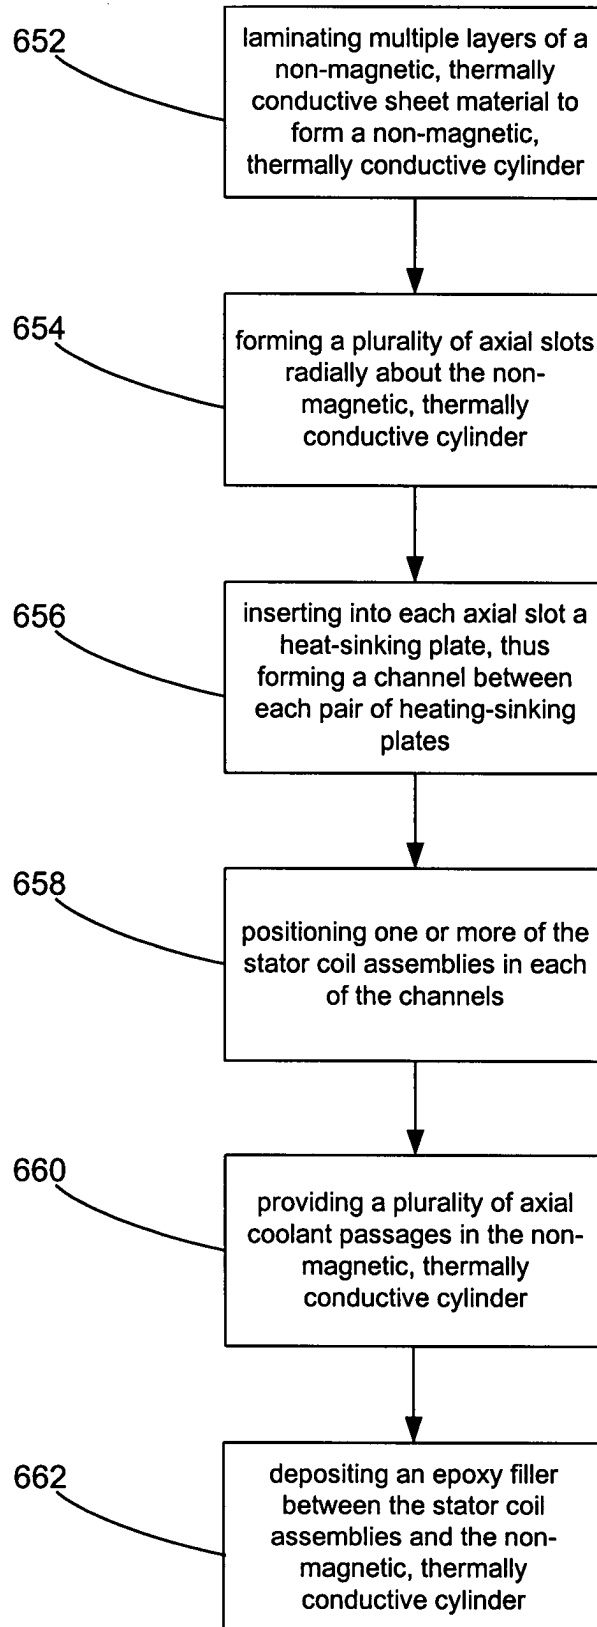 652
laminating multiple layers of a
non-magnetic, thermally
conductive sheet material to
form a non-magnetic,
thermally conductive cylinder
654
forming a plurality of axial slots
radially about the non-
magnetic, thermally
conductive cylinder
656
inserting into each axial slot a
heat-sinking plate, thus
forming a channel between
each pair of heating-sinking
plates
658
positioning one or more of the
stator coil assemblies in each
of the channels
660
providing a plurality of axial
coolant passages in the non-
magnetic, thermally
conductive cylinder
662
depositing an epoxy filler
between the stator coil
assemblies and the non-
magnetic, thermally
conductive cylinder